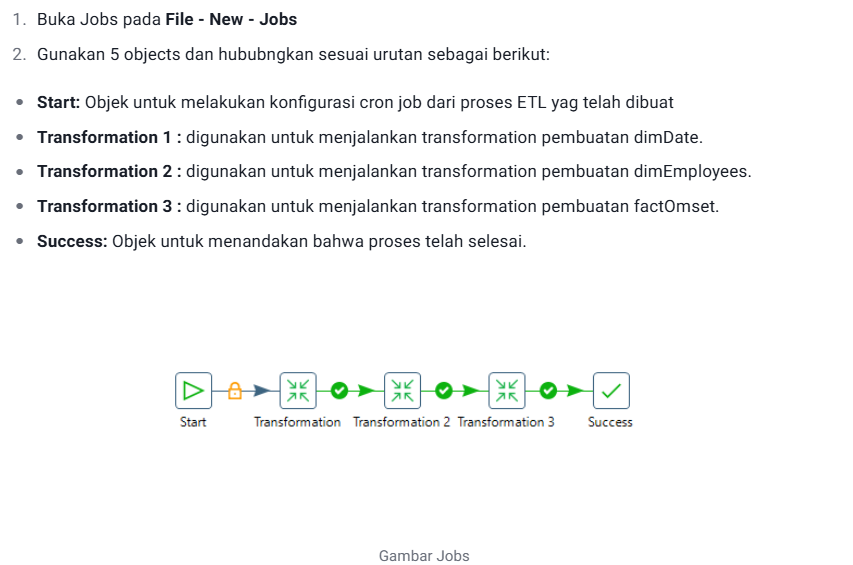 1. Buka Jobs pada File - New - Jobs
2. Gunakan 5 objects dan hububngkan sesuai urutan sebagai berikut:
• Start: Objek untuk melakukan konfigurasi cron job dari proses ETL yag telah dibuat
• Transformation 1 : digunakan untuk menjalankan transformation pembuatan dimDate.
• Transformation 2 : digunakan untuk menjalankan transformation pembuatan dimEmployees.
• Transformation 3 : digunakan untuk menjalankan transformation pembuatan factOmset.
• Success: Objek untuk menandakan bahwa proses telah selesai.
Start Transformation Transformation 2 Transformation 3 Success
Gambar Jobs